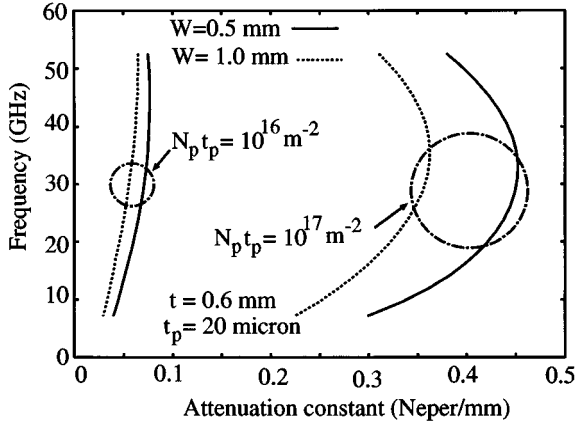 W=0.5 mm
W= 1.0 mm
60
50
40
30
20
10
0
Frequency (GHz)
N_p t_p = 10^16 m^-2
N_p t_p = 10^17 m^-2
t = 0.6 mm
t_p = 20 micron
0 0.1 0.2 0.3 0.4 0.5
Attenuation constant (Neper/mm)